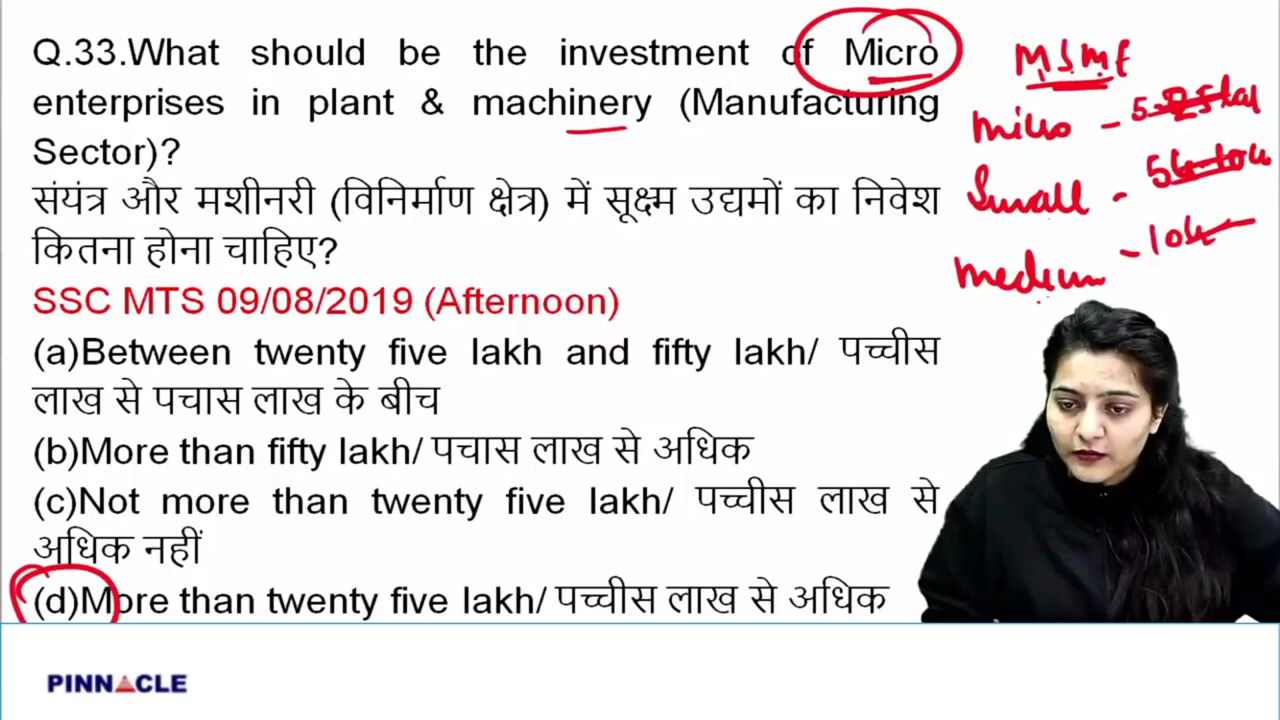 Q.33.What should be the investment of Micro
enterprises in plant & machinery (Manufacturing
Sector)?
संयंत्र और मशीनरी (विनिर्माण क्षेत्र) में सूक्ष्म उद्यमों का निवेश
कितना होना चाहिए?
SSC MTS 09/08/2019 (Afternoon)
(a)Between twenty five lakh and fifty lakh/ पच्चीस
लाख से पचास लाख के बीच
(b)More than fifty lakh/ पचास लाख से अधिक
(c)Not more than twenty five lakh/ पच्चीस लाख से
अधिक नहीं
(d)More than twenty five lakh/ पच्चीस लाख से अधिक
MSME
Micro -
Small -
Medium -
PINNACLE